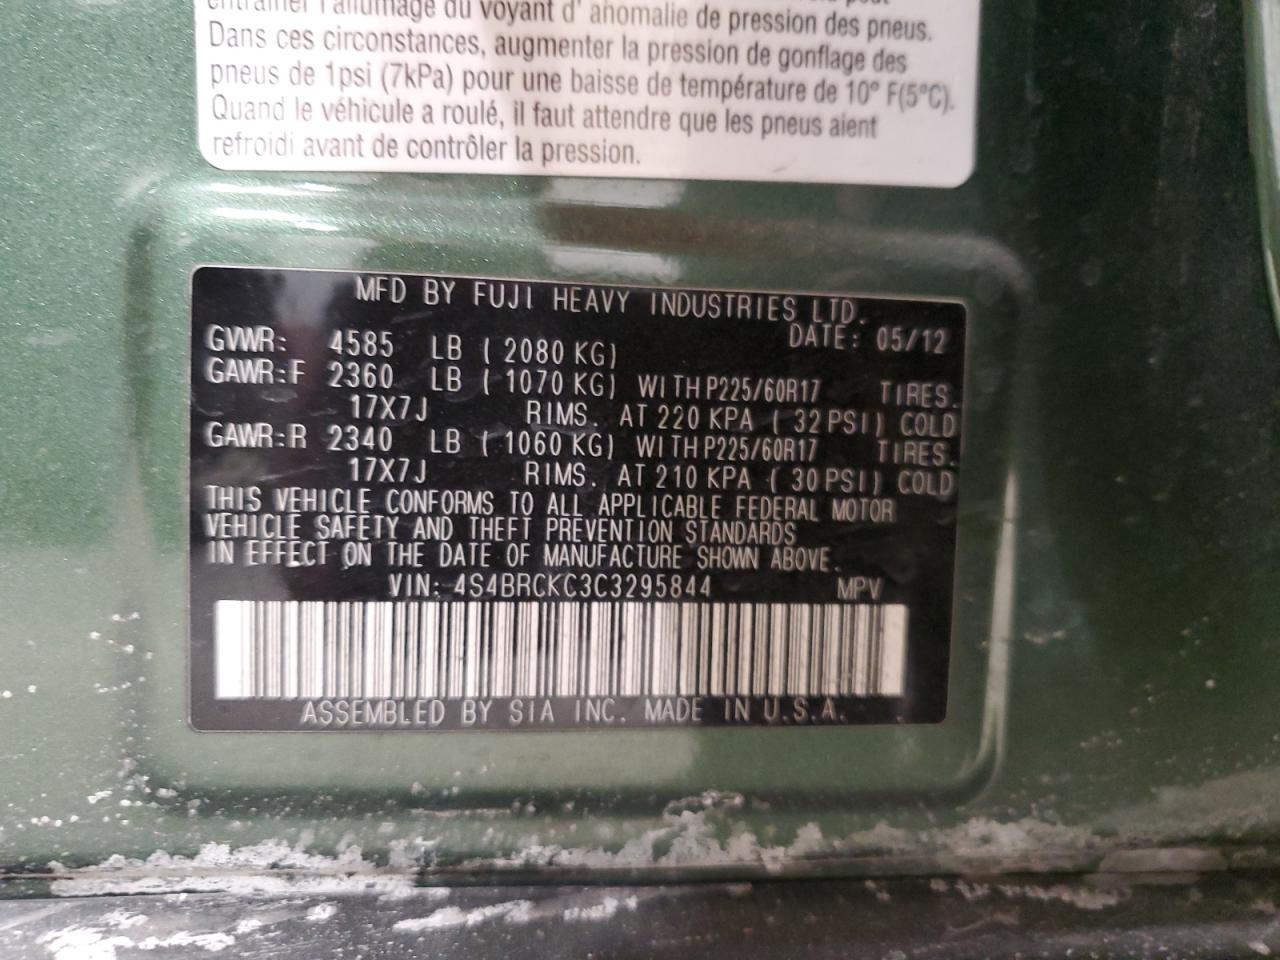 entraîner l'allumage du voyant d' anomalie de pression des pneus.
Dans ces circonstances, augmenter la pression de gonflage des
pneus de 1psi (7kPa) pour une baisse de température de 10° F(5°C).
Quand le véhicule a roulé, il faut attendre que les pneus aient
refroidi avant de contrôler la pression.
MFD BY FUJI HEAVY INDUSTRIES LTD.
DATE: 05/12
GVWR: 4585 LB ( 2080 KG)
GAWR:F 2360 LB ( 1070 KG) WITH P225/60R17 TIRES.
17X7J RIMS. AT 220 KPA ( 32 PSI) COLD
GAWR:R 2340 LB ( 1060 KG) WITH P225/60R17 TIRES.
17X7J RIMS. AT 210 KPA ( 30 PSI) COLD
THIS VEHICLE CONFORMS TO ALL APPLICABLE FEDERAL MOTOR
VEHICLE SAFETY AND THEFT PREVENTION STANDARDS
IN EFFECT ON THE DATE OF MANUFACTURE SHOWN ABOVE.
VIN: 4S4BRCKC3C3295844 MPV
ASSEMBLED BY SIA INC. MADE IN U.S.A.